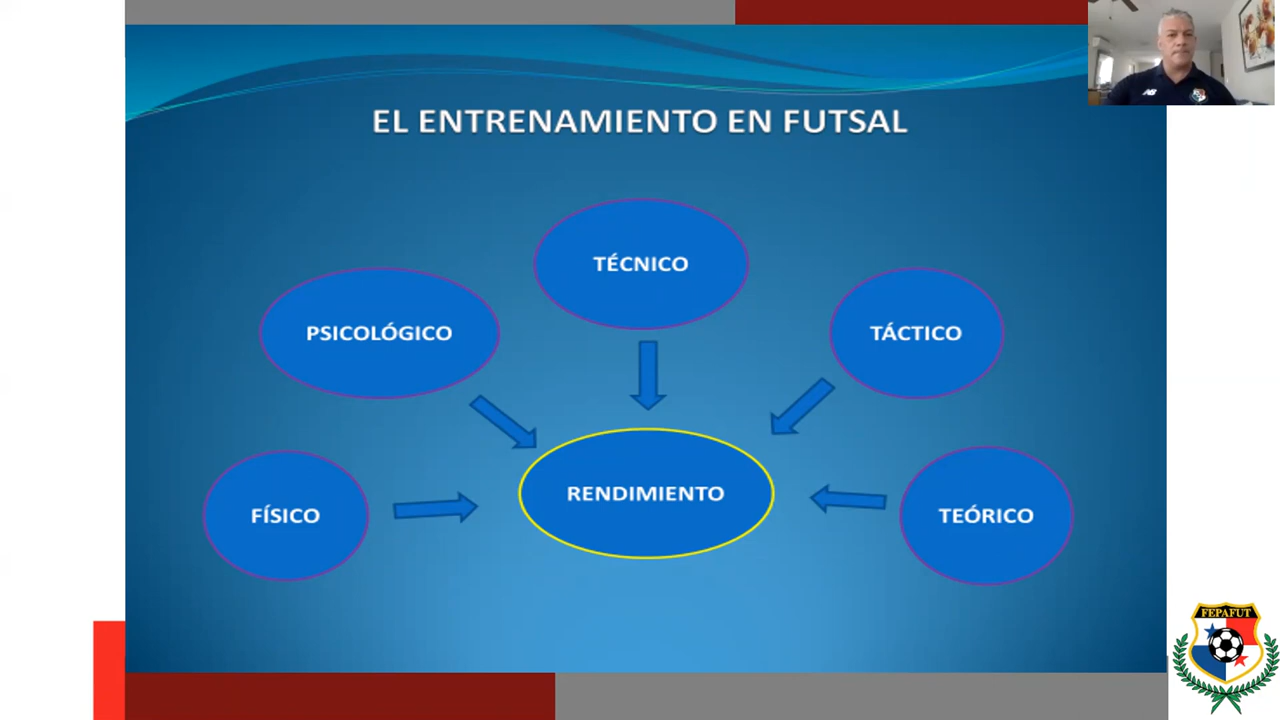 EL ENTRENAMIENTO EN FUTSAL
TÉCNICO
PSICOLÓGICO
TÁCTICO
RENDIMIENTO
FÍSICO
TEÓRICO
FEPAFUT